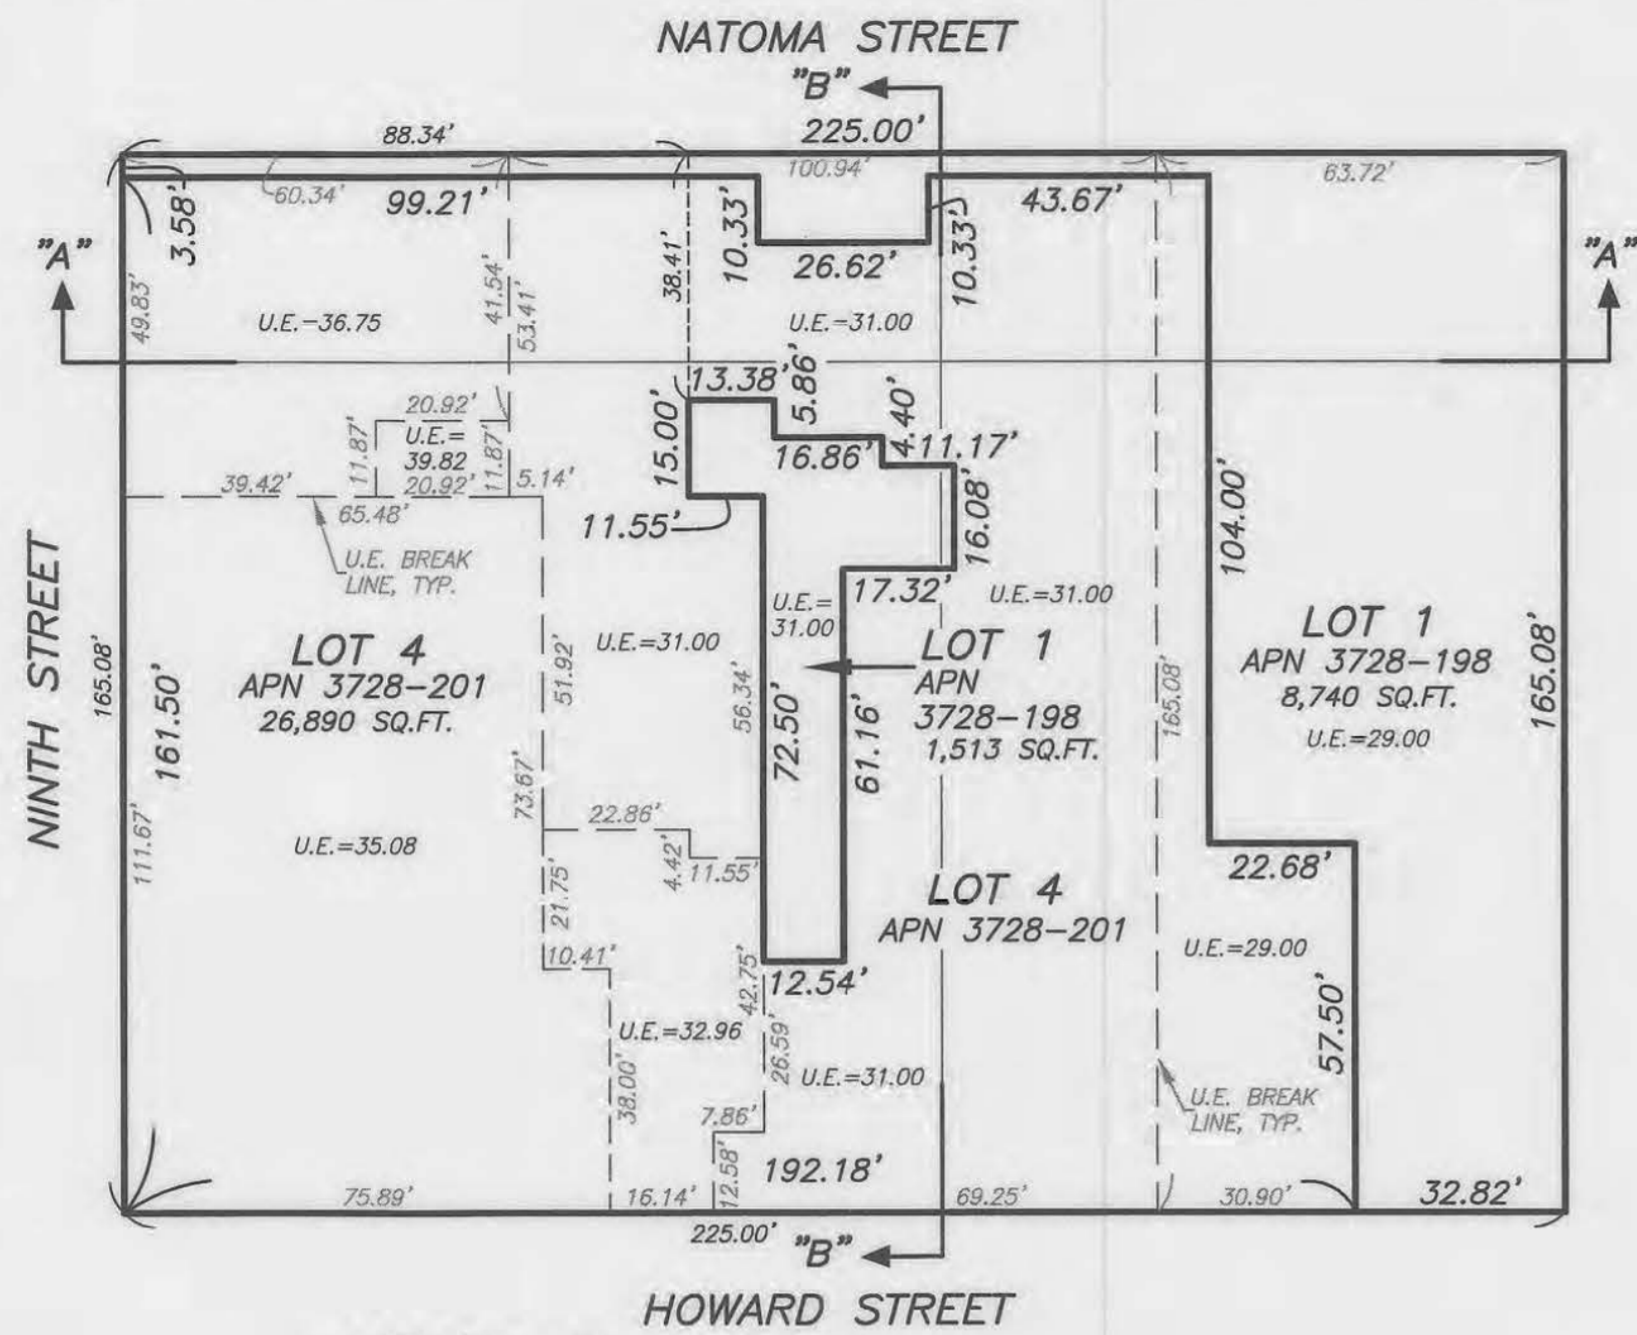 NATOMA STREET
"B"
225.00'
88.34'
100.94'
63.72'
60.34'
99.21'
3.58'
10.33'
26.62'
10.33'
43.67'
"A"
"A"
49.83'
41.54'
53.41'
38.41'
U.E.=36.75
U.E.=31.00
13.38'
5.86'
4.40'
11.17'
16.86'
15.00'
20.92'
U.E.=
39.82
11.87'
11.87'
20.92'
5.14'
39.42'
65.48'
11.55'
16.08'
104.00'
U.E. BREAK
LINE, TYP.
17.32'
U.E.=
31.00
U.E.=31.00
U.E.=31.00
NINTH STREET
165.08'
161.50'
LOT 4
APN 3728-201
26,890 SQ.FT.
51.92'
56.34'
72.50'
61.16'
LOT 1
APN
3728-198
1,513 SQ.FT.
165.08'
LOT 1
APN 3728-198
8,740 SQ.FT.
U.E.=29.00
165.08'
73.67'
22.86'
4.42'
11.55'
111.67'
U.E.=35.08
21.75'
10.41'
22.68'
LOT 4
APN 3728-201
U.E.=29.00
42.75'
12.54'
57.50'
U.E.=32.96
26.59'
U.E.=31.00
38.00'
7.86'
12.58'
192.18'
U.E. BREAK
LINE, TYP.
75.89'
16.14'
69.25'
30.90'
32.82'
225.00'
"B"
HOWARD STREET